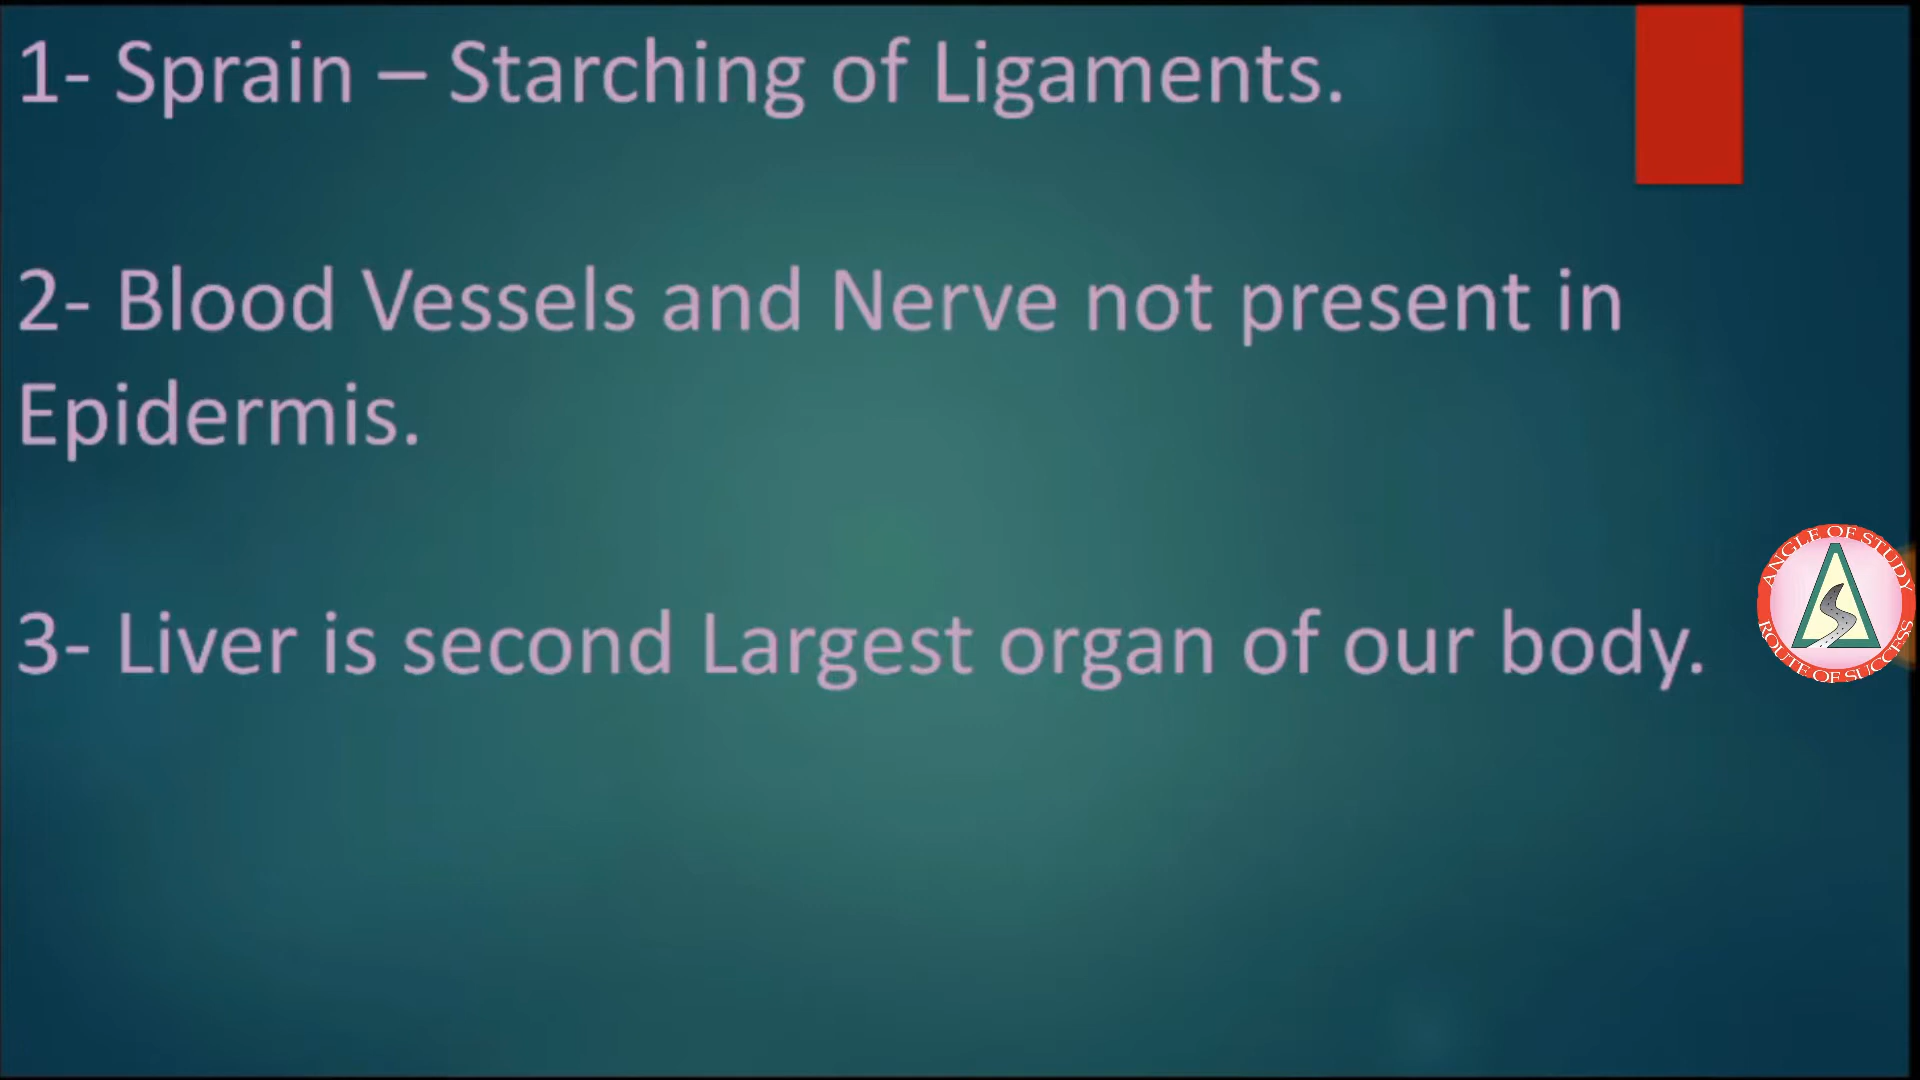 1- Sprain – Starching of Ligaments.
2- Blood Vessels and Nerve not present in
Epidermis.
3- Liver is second Largest organ of our body.
ANGLE OF STUDY
ROUTE OF SUCCESS